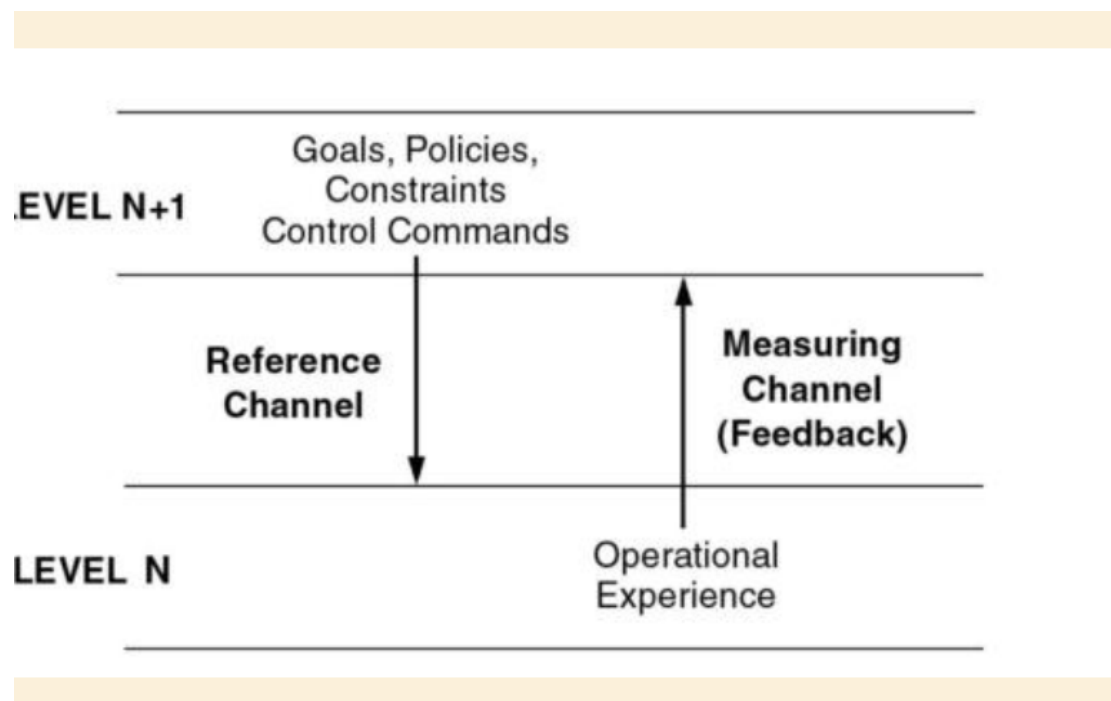 Goals, Policies,
Constraints
Control Commands
.EVEL N+1
Reference
Channel
Measuring
Channel
(Feedback)
LEVEL N
Operational
Experience